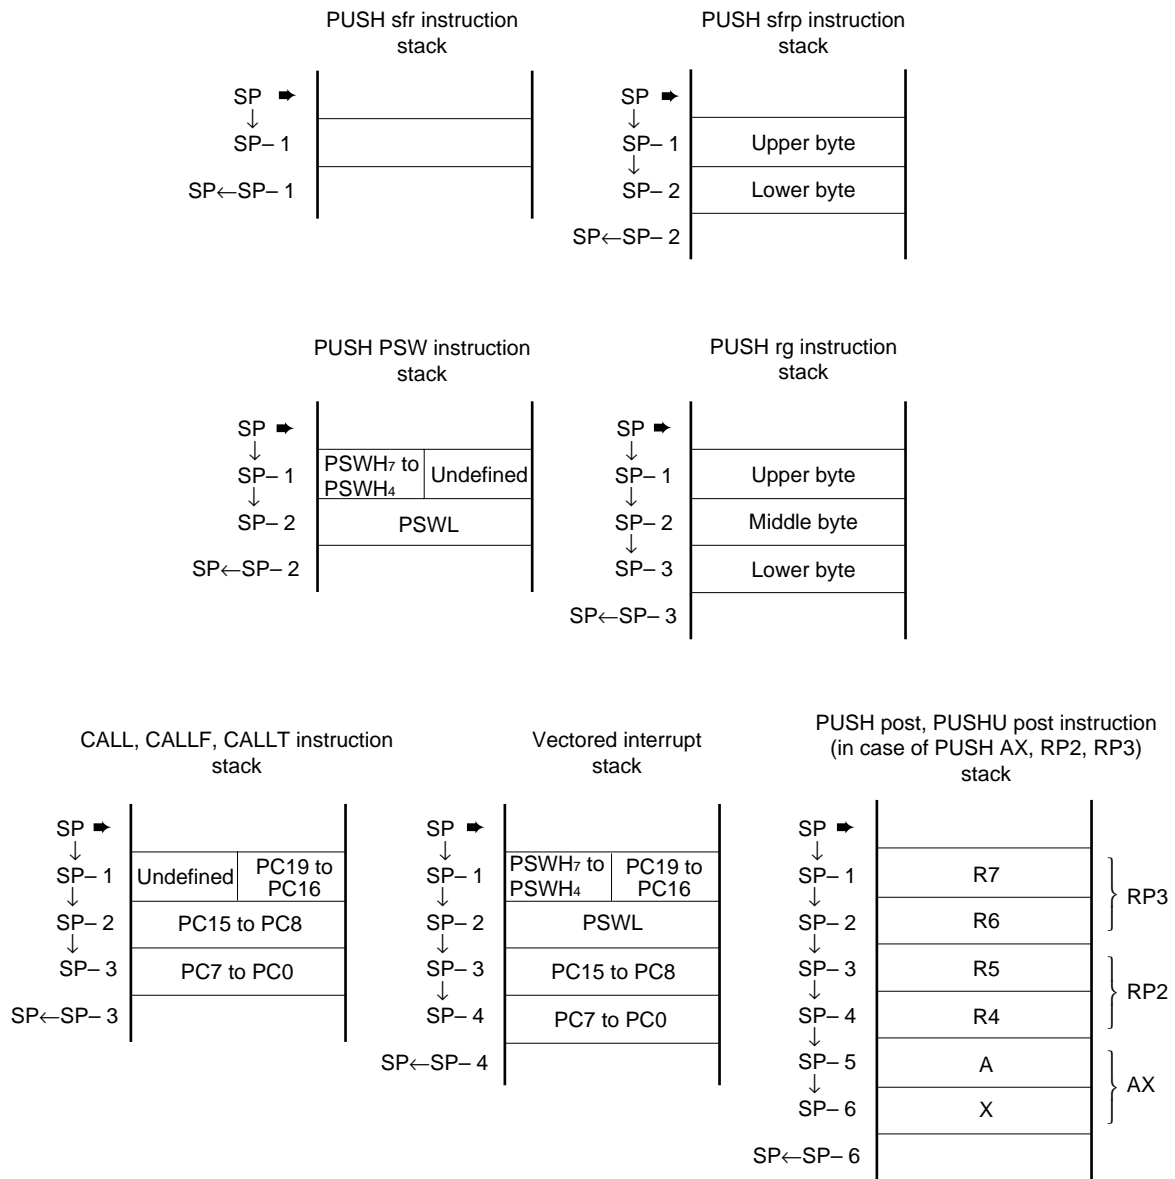 PUSH sfr instruction
stack
SP ➨
↓
SP– 1
SP←SP– 1
PUSH sfrp instruction
stack
SP ➨
↓
SP– 1 Upper byte
↓
SP– 2 Lower byte
SP←SP– 2
PUSH PSW instruction
stack
SP ➨
↓
SP– 1 PSWH7 to
PSWH4 Undefined
↓
SP– 2 PSWL
SP←SP– 2
PUSH rg instruction
stack
SP ➨
↓
SP– 1 Upper byte
↓
SP– 2 Middle byte
↓
SP– 3 Lower byte
SP←SP– 3
CALL, CALLF, CALLT instruction
stack
SP ➨
↓
SP– 1 Undefined PC19 to
PC16
↓
SP– 2 PC15 to PC8
↓
SP– 3 PC7 to PC0
SP←SP– 3
Vectored interrupt
stack
SP ➨
↓
SP– 1 PSWH7 to
PSWH4 PC19 to
PC16
↓
SP– 2 PSWL
↓
SP– 3 PC15 to PC8
↓
SP– 4 PC7 to PC0
SP←SP– 4
PUSH post, PUSHU post instruction
(in case of PUSH AX, RP2, RP3)
stack
SP ➨
↓
SP– 1 R7
↓ RP3
SP– 2 R6
↓
SP– 3 R5
↓ RP2
SP– 4 R4
↓
SP– 5 A
↓ AX
SP– 6 X
SP←SP– 6